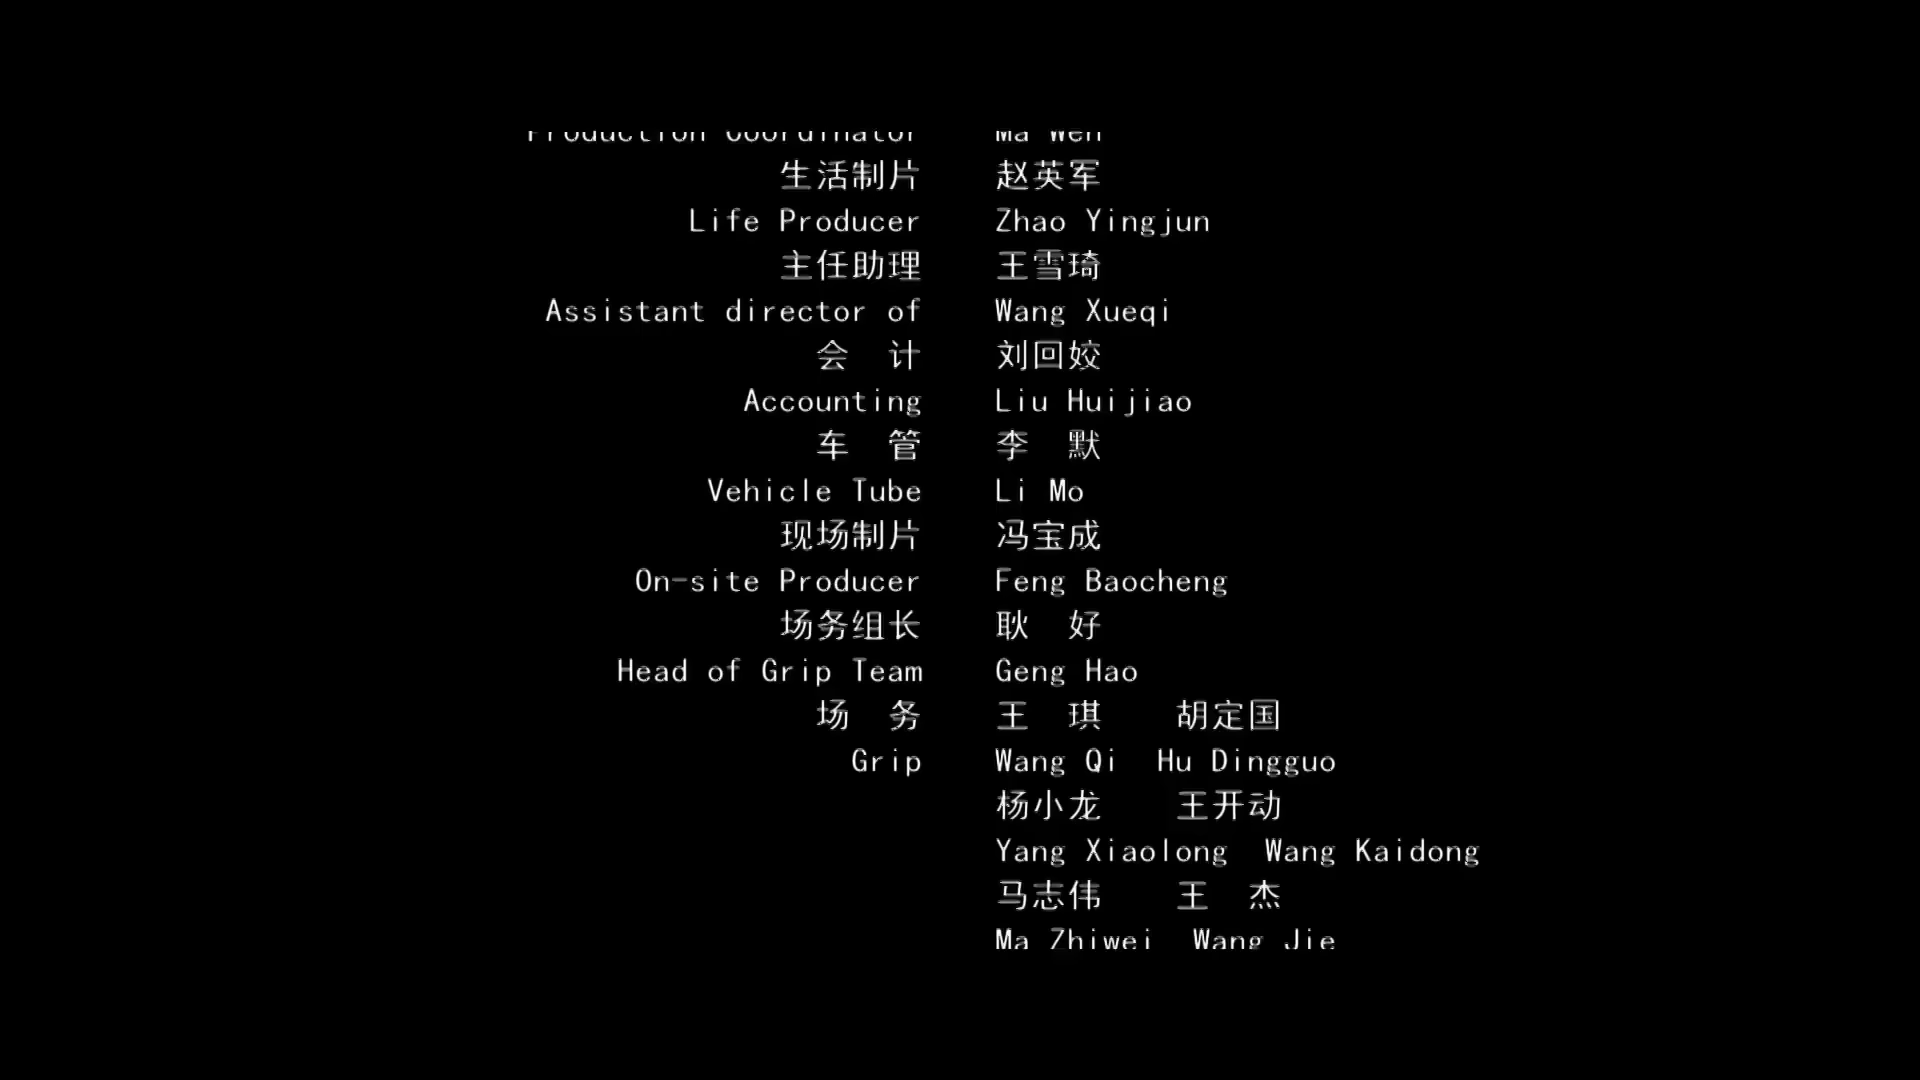 Production Coordinator Ma Wen
生活制片 赵英军
Life Producer Zhao Yingjun
主任助理 王雪琦
Assistant director of Wang Xueqi
会 计 刘回姣
Accounting Liu Huijiao
车 管 李 默
Vehicle Tube Li Mo
现场制片 冯宝成
On-site Producer Feng Baocheng
场务组长 耿 好
Head of Grip Team Geng Hao
场 务 王 琪 胡定国
Grip Wang Qi Hu Dingguo
杨小龙 王开动
Yang Xiaolong Wang Kaidong
马志伟 王 杰
Ma Zhiwei Wang Jie